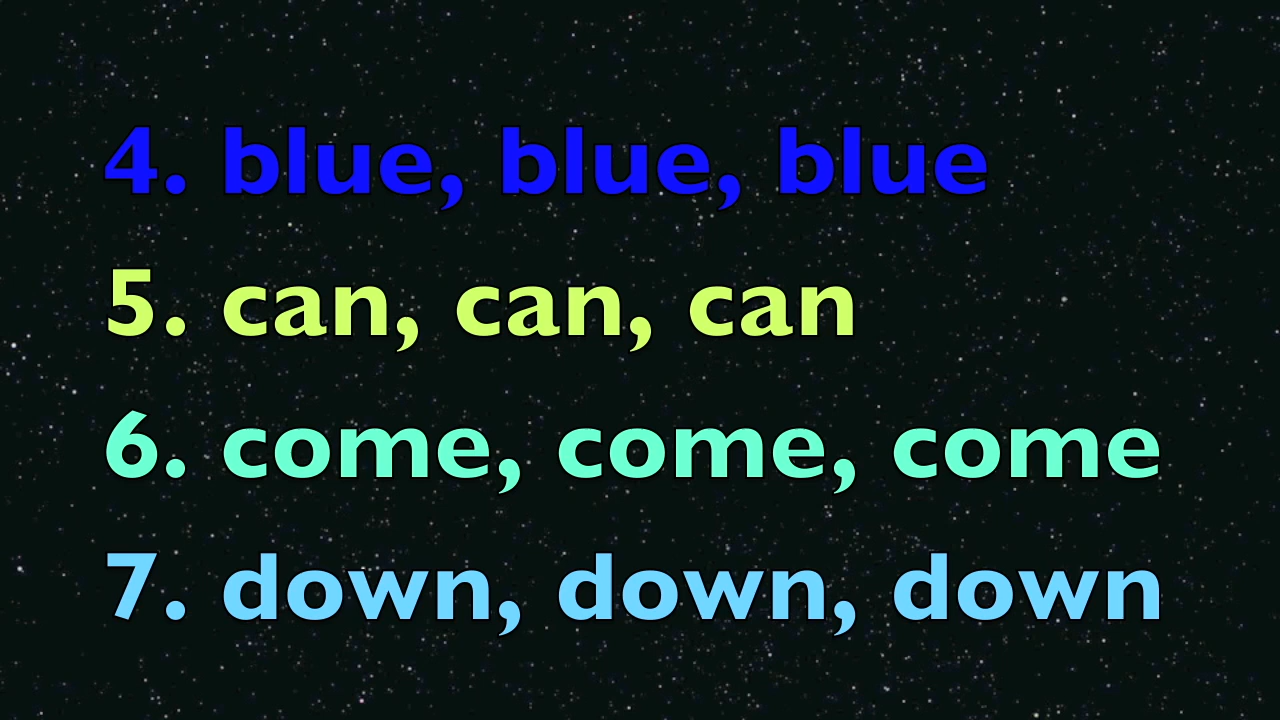 4. blue, blue, blue
5. can, can, can
6. come, come, come
7. down, down, down